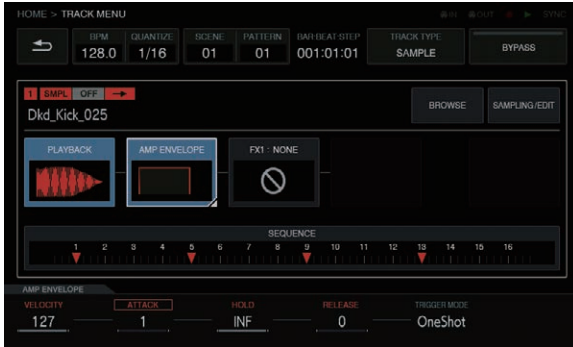 HOME > TRACK MENU
IN OUT SYNC
BPM QUANTIZE SCENE PATTERN BAR:BEAT:STEP TRACK TYPE
128.0 1/16 01 01 001:01:01 SAMPLE BYPASS
1 SMPL OFF
Dkd_Kick_025
BROWSE SAMPLING/EDIT
PLAYBACK AMP ENVELOPE FX1 : NONE
SEQUENCE
1 2 3 4 5 6 7 8 9 10 11 12 13 14 15 16
AMP ENVELOPE
VELOCITY ATTACK HOLD RELEASE TRIGGER MODE
127 1 INF 0 OneShot